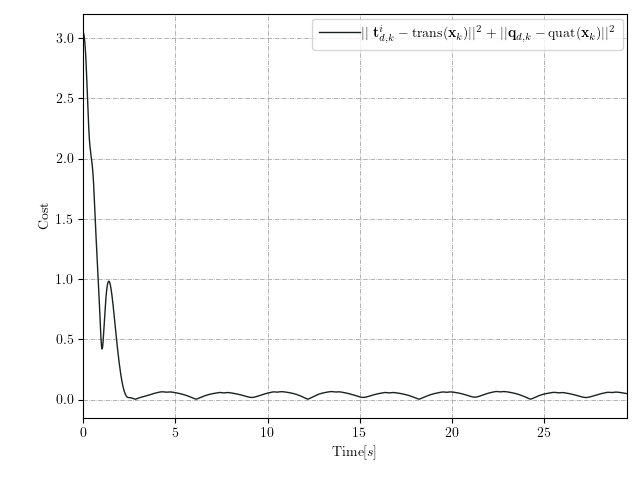 || t^i_{d,k} − trans(x_k)||^2 + ||q_{d,k} − quat(x_k)||^2
3.0
2.5
2.0
1.5
1.0
0.5
0.0
Cost
0 5 10 15 20 25
Time[s]